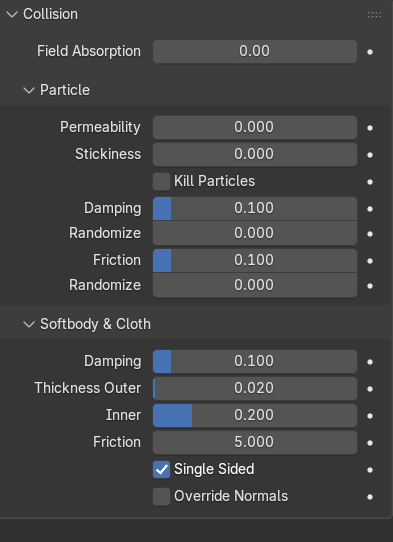 Collision
Field Absorption 0.00
Particle
Permeability 0.000
Stickiness 0.000
Kill Particles
Damping 0.100
Randomize 0.000
Friction 0.100
Randomize 0.000
Softbody & Cloth
Damping 0.100
Thickness Outer 0.020
Inner 0.200
Friction 5.000
Single Sided
Override Normals